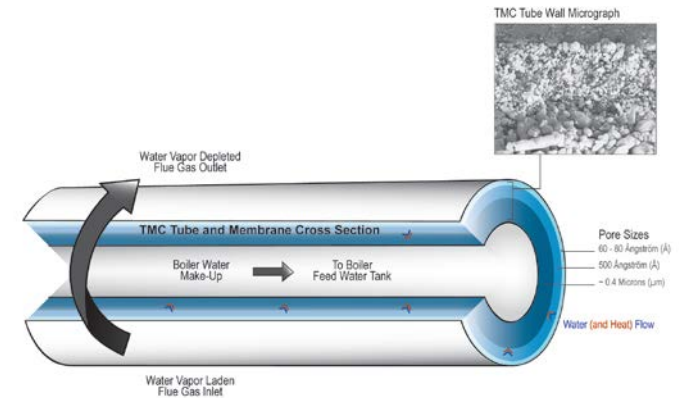 TMC Tube Wall Micrograph
Water Vapor Depleted
Flue Gas Outlet
TMC Tube and Membrane Cross Section
Boiler Water
Make-Up
To Boiler
Feed Water Tank
Pore Sizes
60 - 80 Ångström (Å)
500 Ångström (Å)
~ 0.4 Microns (µm)
Water (and Heat) Flow
Water Vapor Laden
Flue Gas Inlet